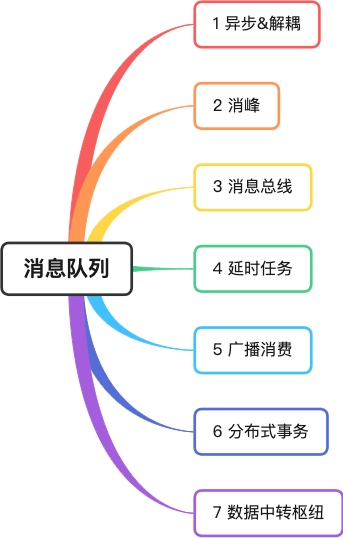 1 异步&解耦
2 消峰
3 消息总线
消息队列
4 延时任务
5 广播消费
6 分布式事务
7 数据中转枢纽